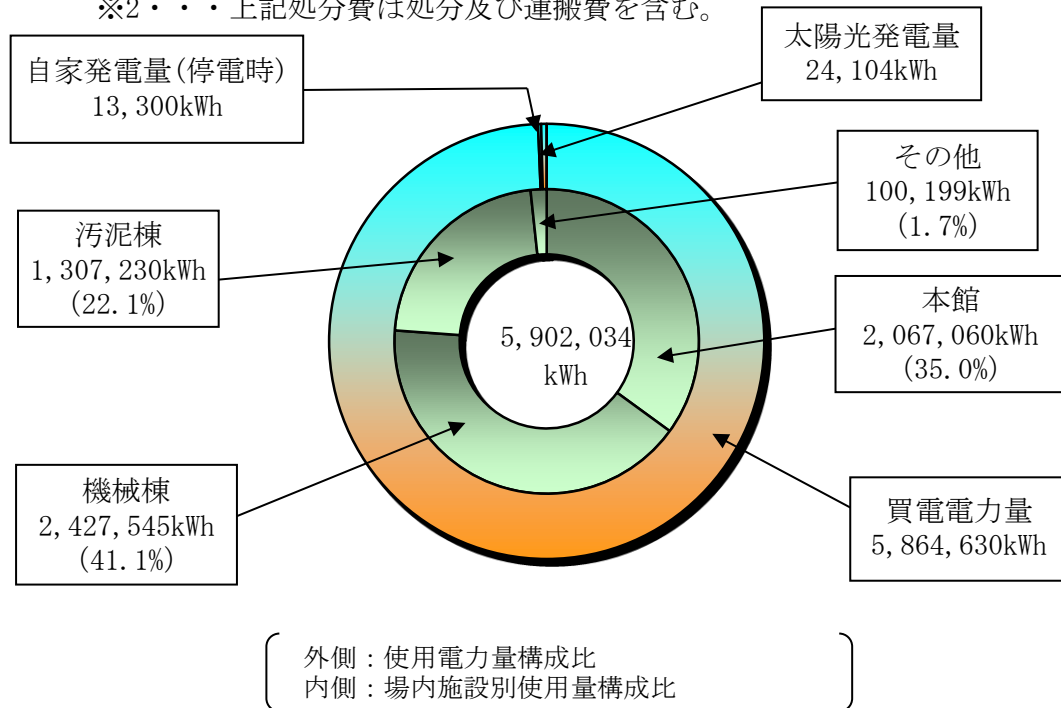 ※2・・・上記処分費は処分及び運搬費を含む。
太陽光発電量
24,104kWh
自家発電量(停電時)
13,300kWh
その他
100,199kWh
(1.7%)
汚泥棟
1,307,230kWh
(22.1%)
本館
2,067,060kWh
(35.0%)
5,902,034
kWh
機械棟
2,427,545kWh
(41.1%)
買電電力量
5,864,630kWh
外側：使用電力量構成比
内側：場内施設別使用量構成比